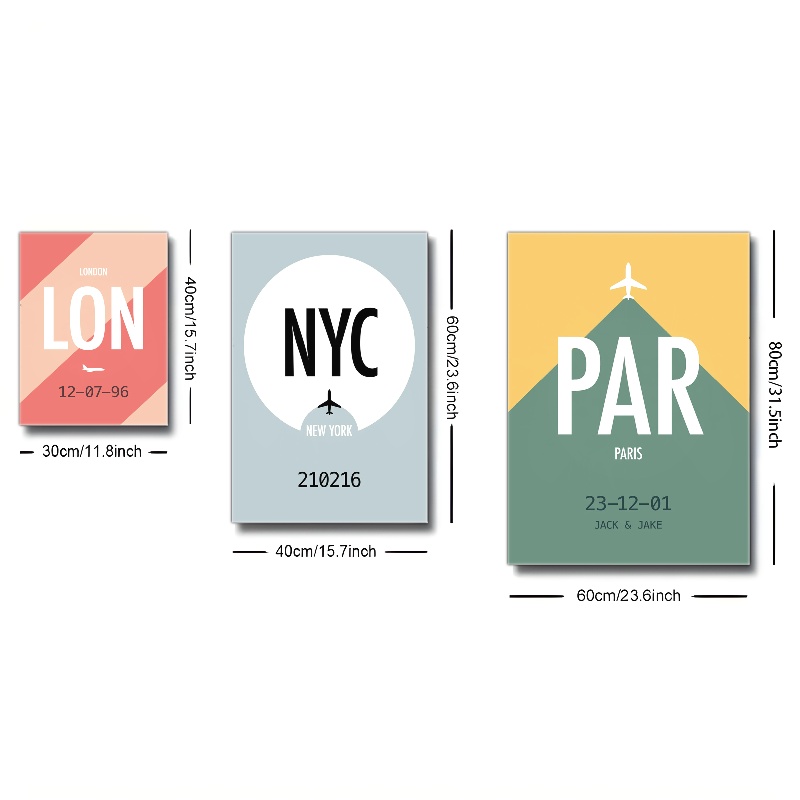 LONDON
LON
12-07-96
40cm/15.7inch
30cm/11.8inch
NYC
NEW YORK
210216
60cm/23.6inch
40cm/15.7inch
PAR
PARIS
23-12-01
JACK & JAKE
80cm/31.5inch
60cm/23.6inch